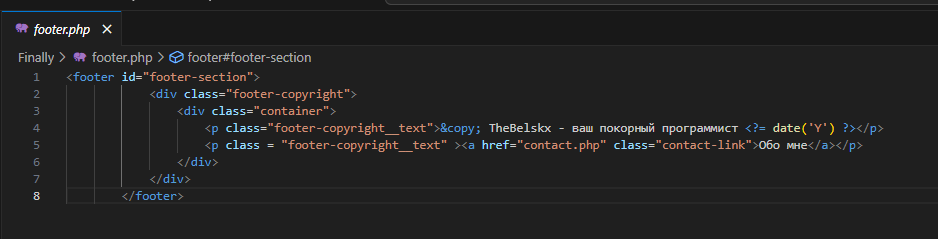 footer.php
Finally > footer.php > footer#footer-section
1 <footer id="footer-section">
2 <div class="footer-copyright">
3 <div class="container">
4 <p class="footer-copyright__text">&copy; TheBelskx - ваш покорный программист <?= date('Y') ?></p>
5 <p class = "footer-copyright__text" ><a href="contact.php" class="contact-link">Обо мне</a></p>
6 </div>
7 </div>
8 </footer>